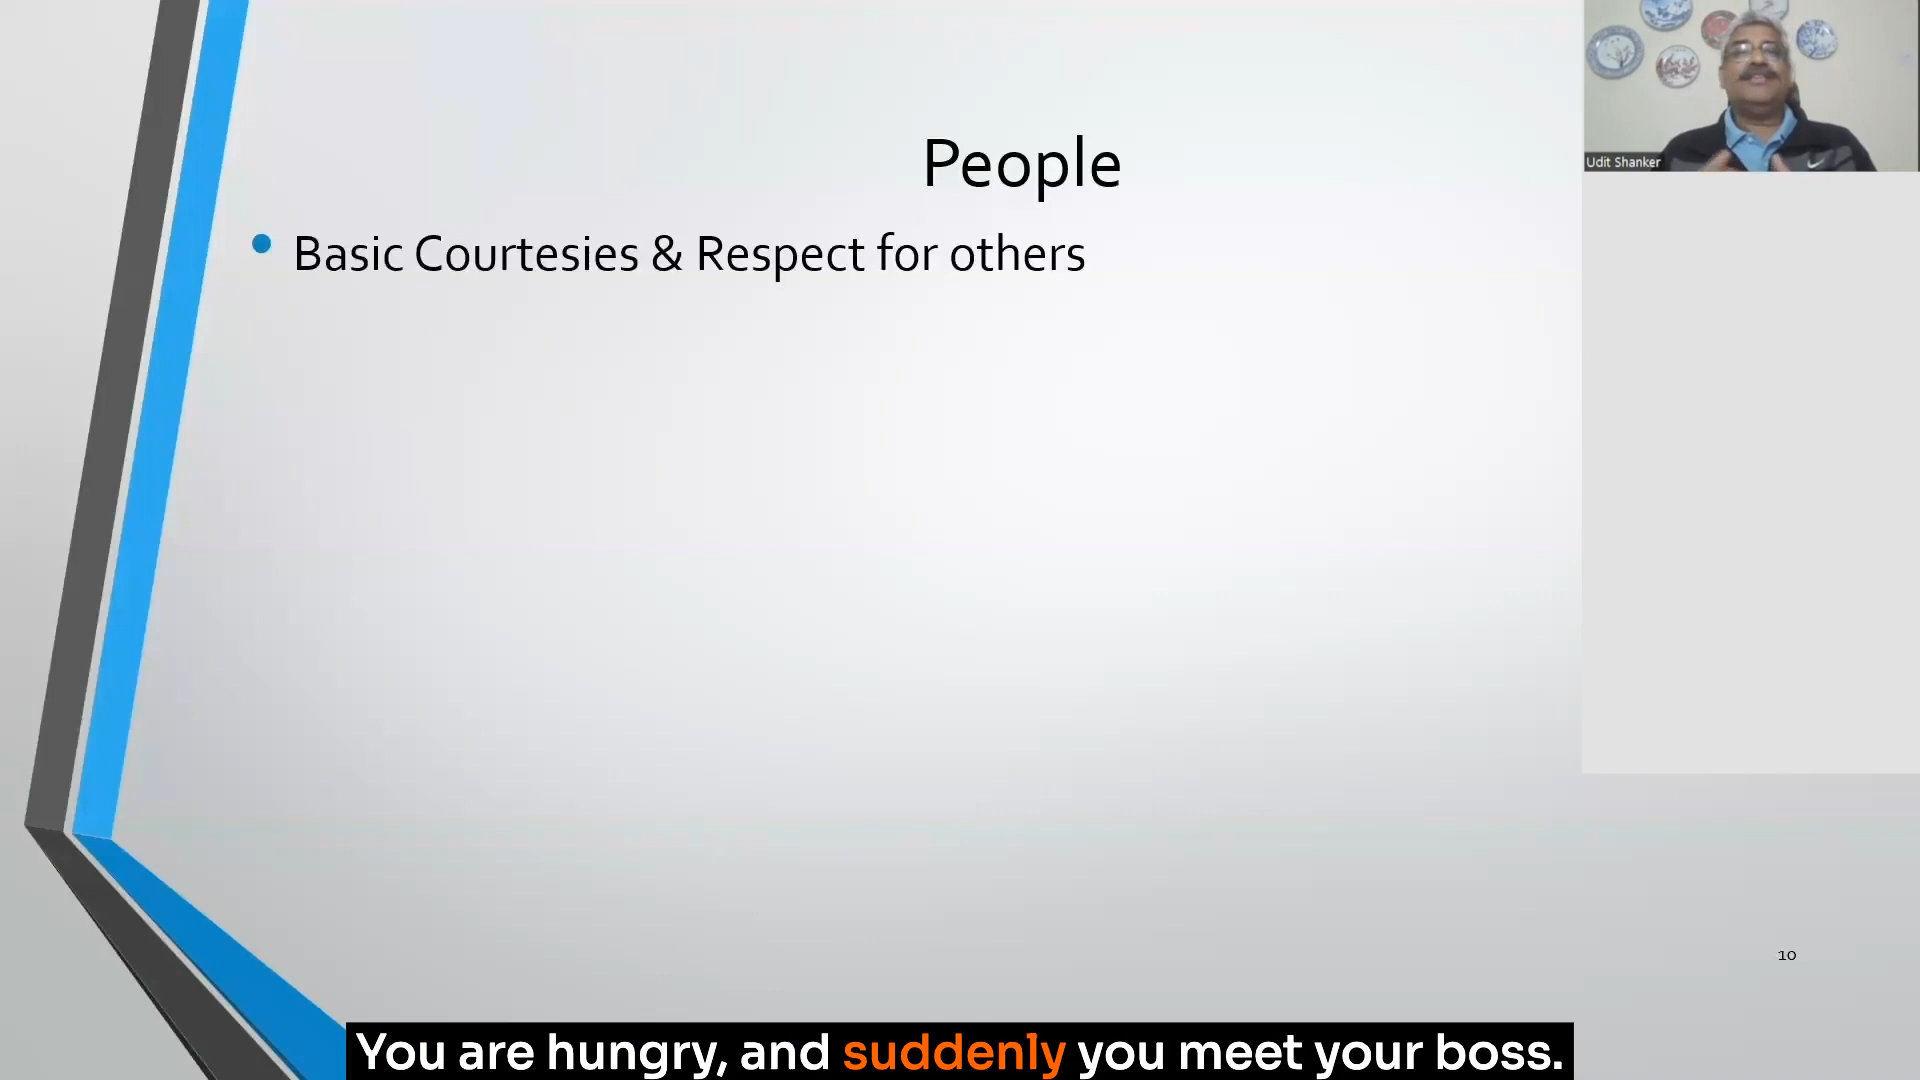 People
Basic Courtesies & Respect for others
Udit Shanker
10
You are hungry, and suddenly you meet your boss.